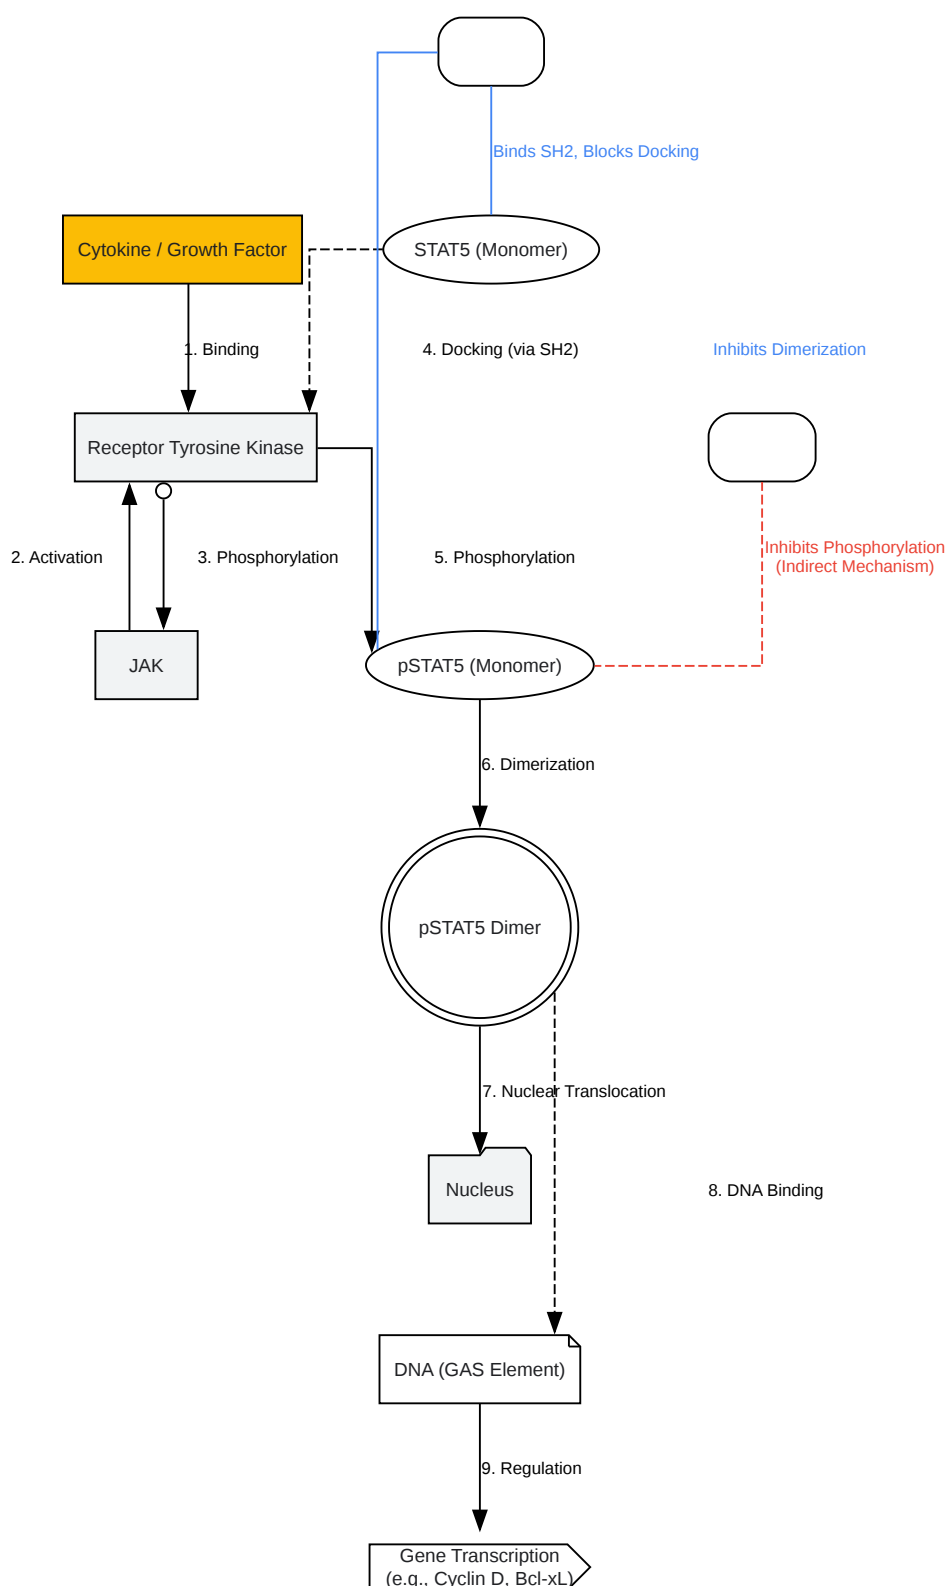 Binds SH2, Blocks Docking
Cytokine / Growth Factor
STAT5 (Monomer)
1. Binding
4. Docking (via SH2)
Inhibits Dimerization
Receptor Tyrosine Kinase
2. Activation
3. Phosphorylation
5. Phosphorylation
Inhibits Phosphorylation
(Indirect Mechanism)
JAK
pSTAT5 (Monomer)
6. Dimerization
pSTAT5 Dimer
7. Nuclear Translocation
Nucleus
8. DNA Binding
DNA (GAS Element)
9. Regulation
Gene Transcription
(e.g., Cyclin D, Bcl-xL)